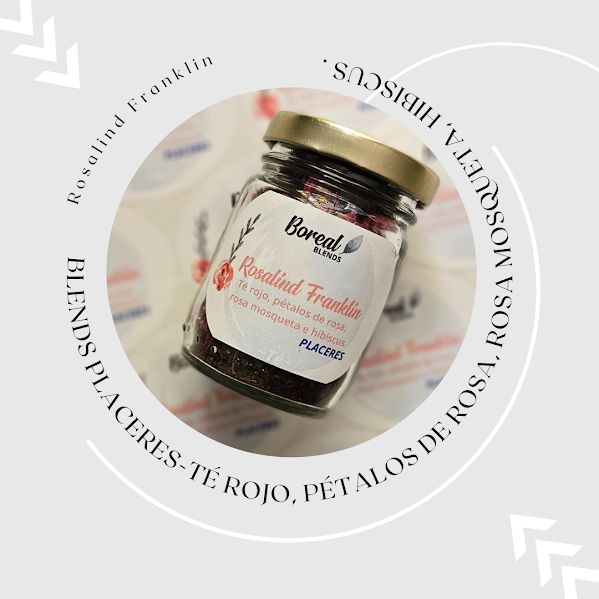 Rosalind Franklin
BLENDS PLACERES-TÉ ROJO, PÉTALOS DE ROSA, ROSA MOSQUETA, HIBISCUS.
Boreal
BLENDS
Rosalind Franklin
Té rojo, pétalos de rosa,
rosa mosqueta e hibiscus
PLACERES
Té